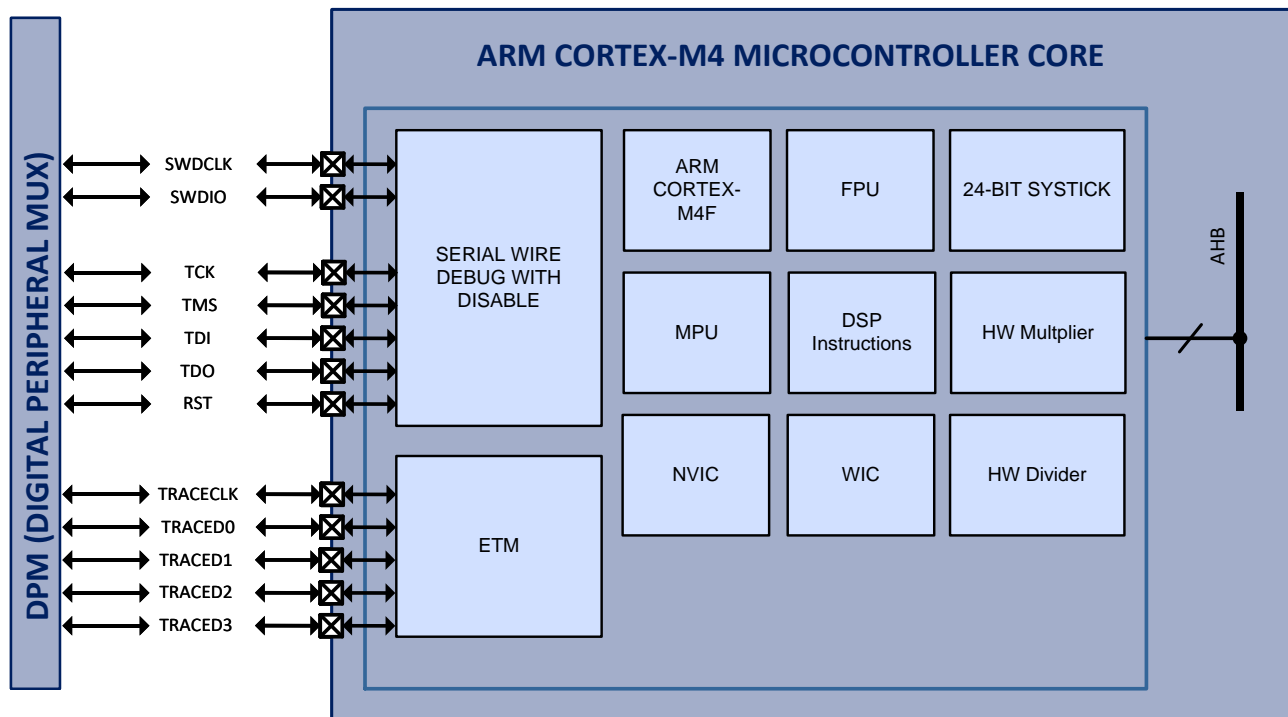 ARM CORTEX-M4 MICROCONTROLLER CORE
DPM (DIGITAL PERIPHERAL MUX)
SWDCLK
SWDIO
TCK
TMS
TDI
TDO
RST
TRACECLK
TRACED0
TRACED1
TRACED2
TRACED3
SERIAL WIRE
DEBUG WITH
DISABLE
ETM
ARM
CORTEX-
M4F
FPU
24-BIT SYSTICK
MPU
DSP
Instructions
HW Multplier
NVIC
WIC
HW Divider
AHB